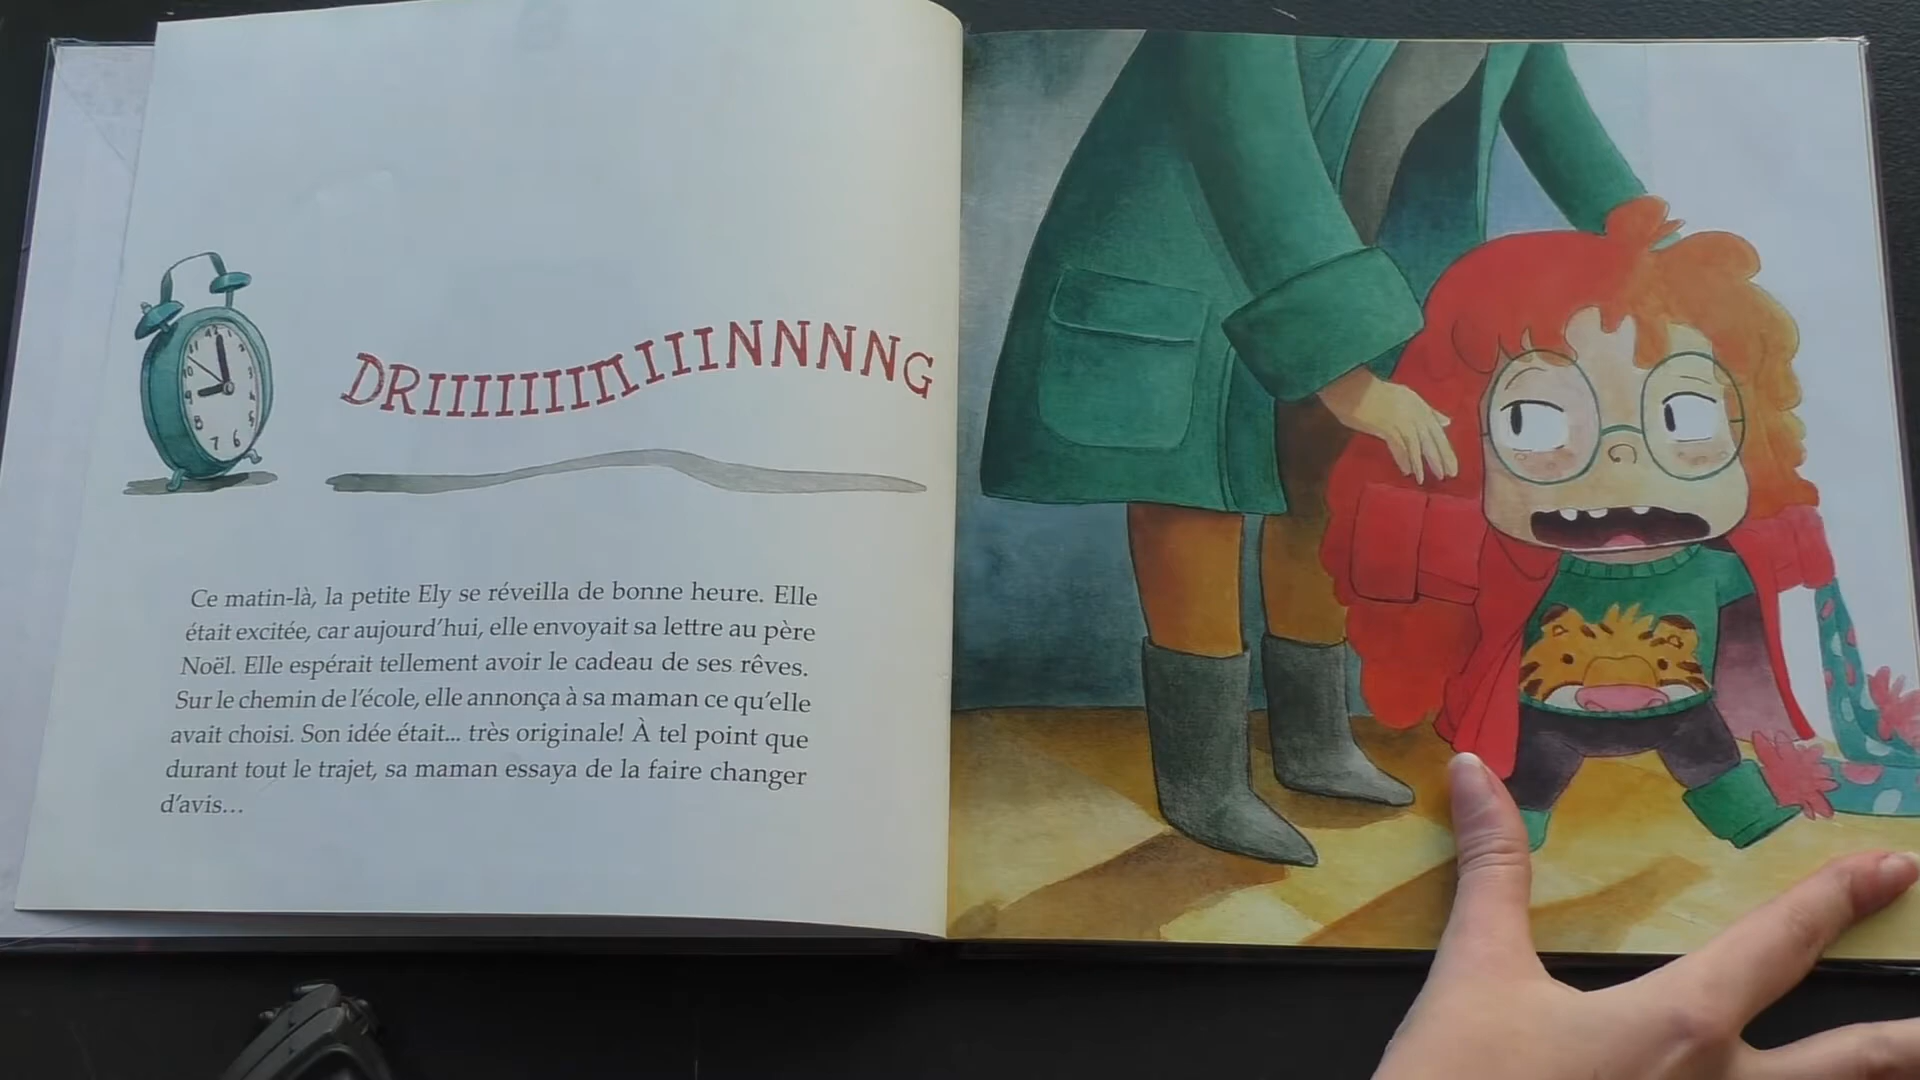 DRIIIIIIIIIIIIIINNNNG
Ce matin-là, la petite Ely se réveilla de bonne heure. Elle
était excitée, car aujourd'hui, elle envoyait sa lettre au père
Noël. Elle espérait tellement avoir le cadeau de ses rêves.
Sur le chemin de l'école, elle annonça à sa maman ce qu'elle
avait choisi. Son idée était... très originale! À tel point que
durant tout le trajet, sa maman essaya de la faire changer
d'avis...